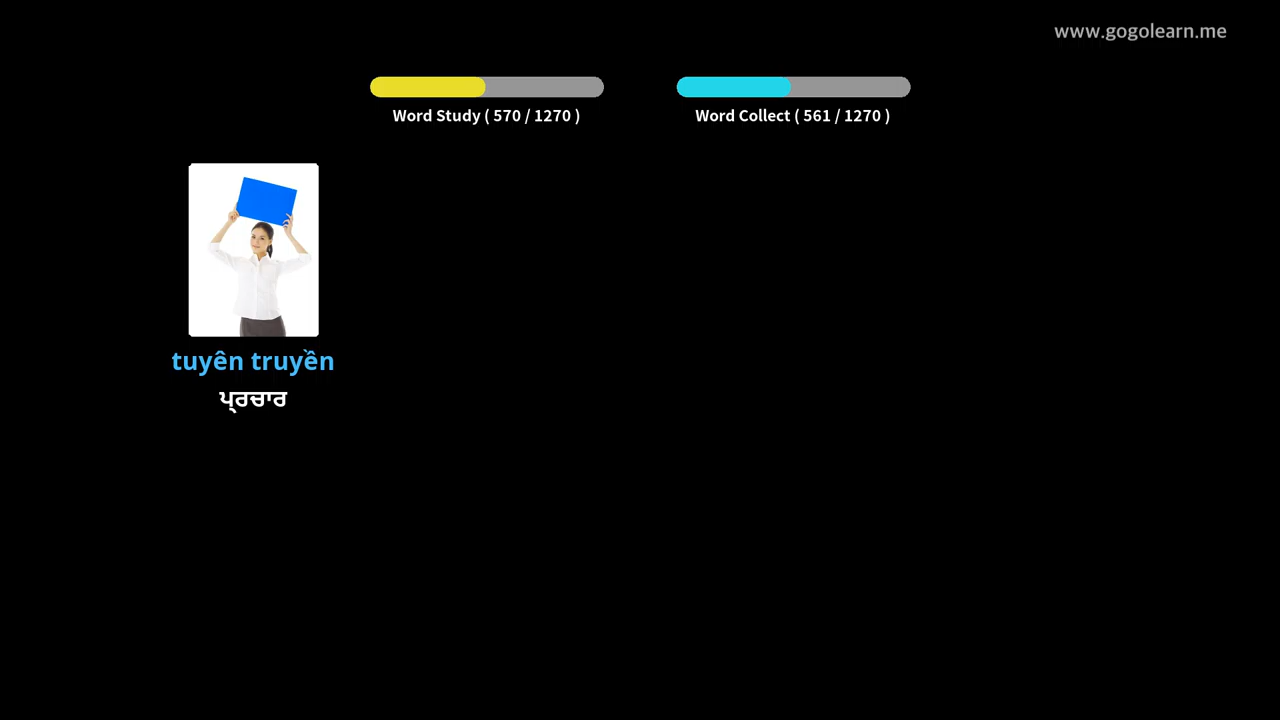 www.gogolearn.me
Word Study ( 570 / 1270 )
Word Collect ( 561 / 1270 )
tuyên truyền
ਪ੍ਰਚਾਰ